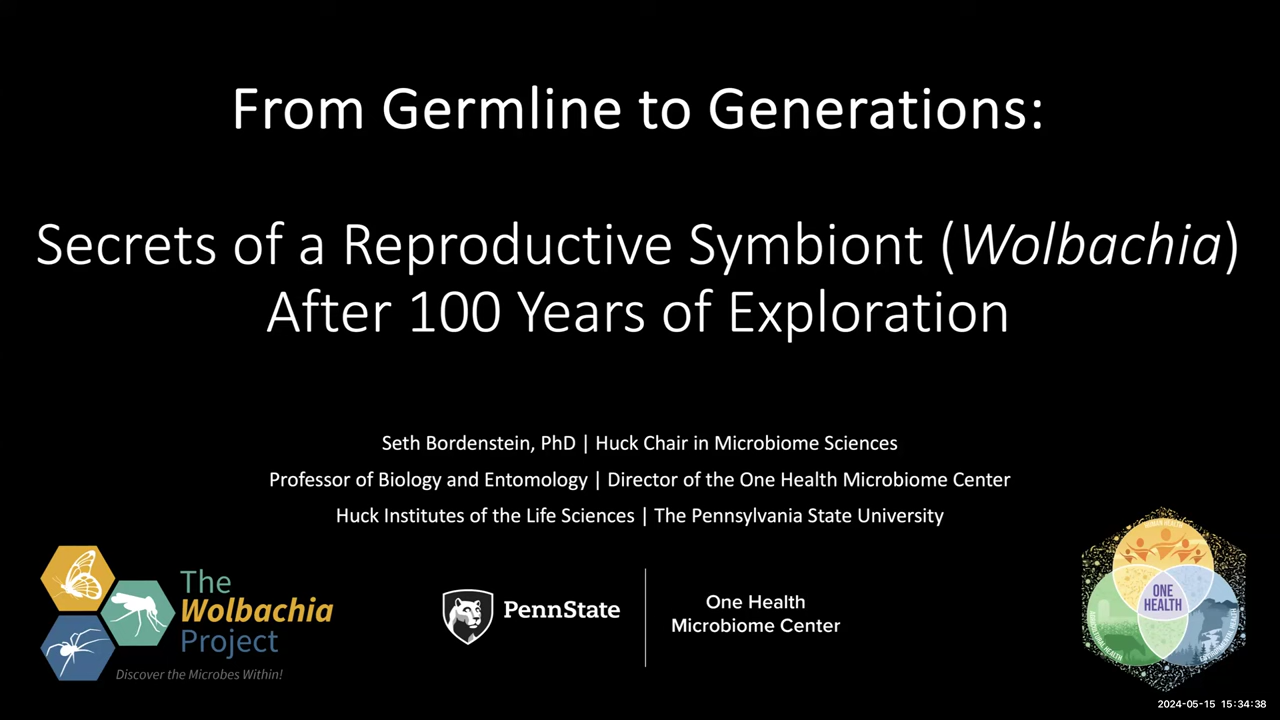 From Germline to Generations:
Secrets of a Reproductive Symbiont (Wolbachia)
After 100 Years of Exploration
Seth Bordenstein, PhD | Huck Chair in Microbiome Sciences
Professor of Biology and Entomology | Director of the One Health Microbiome Center
Huck Institutes of the Life Sciences | The Pennsylvania State University
The
Wolbachia
Project
Discover the Microbes Within!
PennState
One Health
Microbiome Center
HUMAN HEALTH
ONE
HEALTH
2024-05-15 15:34:38